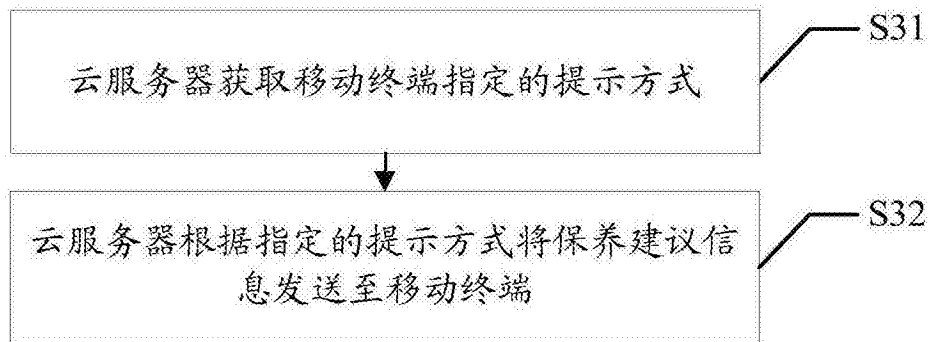 云服务器获取移动终端指定的提示方式
S31
云服务器根据指定的提示方式将保养建议信
息发送至移动终端
S32